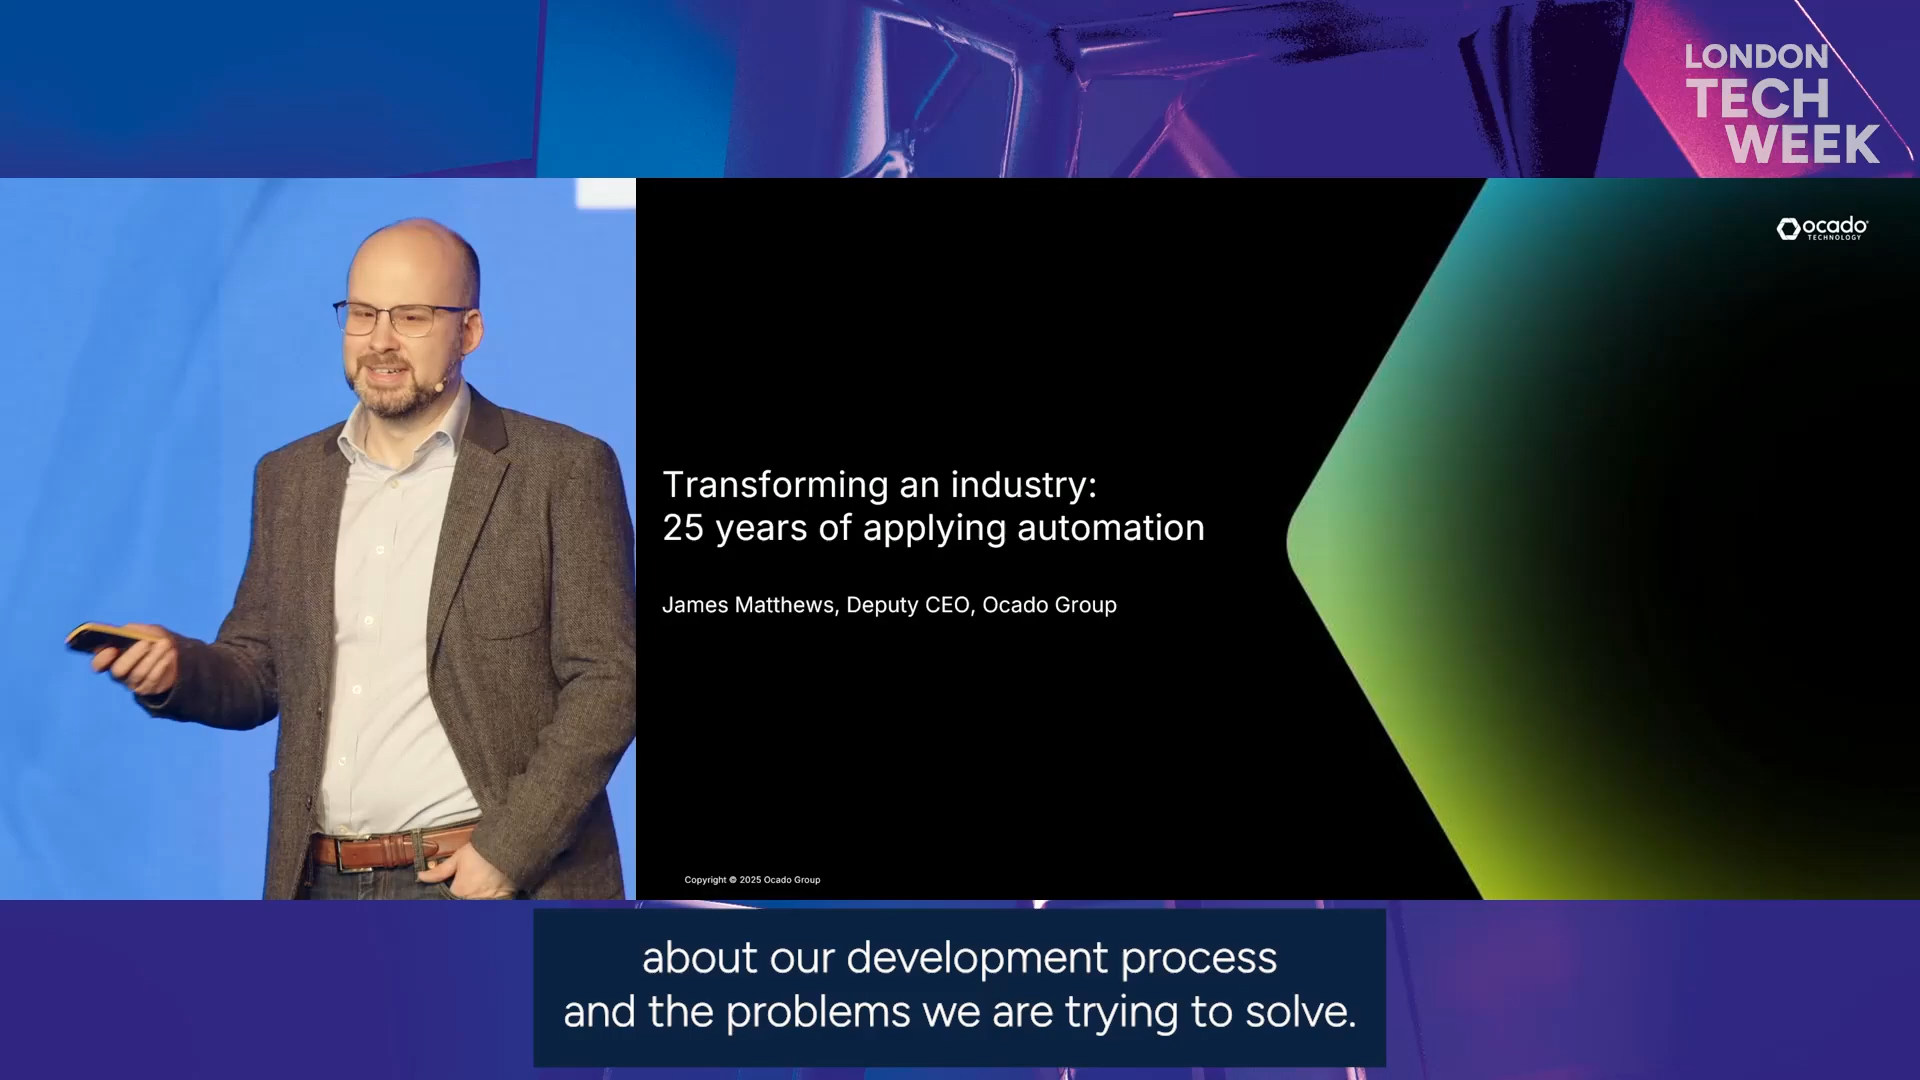 LONDON
TECH
WEEK
ocado
TECHNOLOGY
Transforming an industry:
25 years of applying automation
James Matthews, Deputy CEO, Ocado Group
Copyright © 2025 Ocado Group
about our development process
and the problems we are trying to solve.